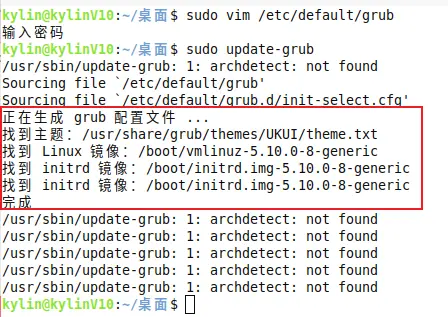 kylin@kylinV10:~/桌面$ sudo vim /etc/default/grub
输入密码
kylin@kylinV10:~/桌面$ sudo update-grub
/usr/sbin/update-grub: 1: archdetect: not found
Sourcing file `/etc/default/grub'
Sourcing file `/etc/default/grub.d/init-select.cfg'
正在生成 grub 配置文件 ...
找到主题：/usr/share/grub/themes/UKUI/theme.txt
找到 Linux 镜像：/boot/vmlinuz-5.10.0-8-generic
找到 initrd 镜像：/boot/initrd.img-5.10.0-8-generic
找到 initrd 镜像：/boot/initrd.img-5.10.0-8-generic
完成
/usr/sbin/update-grub: 1: archdetect: not found
/usr/sbin/update-grub: 1: archdetect: not found
/usr/sbin/update-grub: 1: archdetect: not found
/usr/sbin/update-grub: 1: archdetect: not found
/usr/sbin/update-grub: 1: archdetect: not found
kylin@kylinV10:~/桌面$